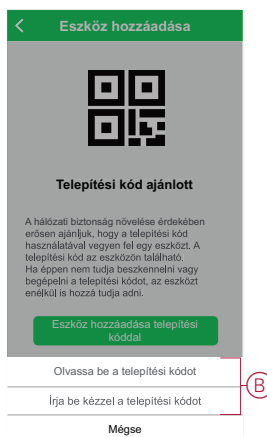 Eszköz hozzáadása
Telepítési kód ajánlott
A hálózati biztonság növelése érdekében
erősen ajánljuk, hogy a telepítési kód
használatával vegyen fel egy eszközt. A
telepítési kód az eszközön található.
Ha éppen nem tudja beszkennelni vagy
begépelni a telepítési kódot, az eszközt
enélkül is hozzá tudja adni.
Eszköz hozzáadása telepítési
kóddal
Olvassa be a telepítési kódot
B
Írja be kézzel a telepítési kódot
Mégse